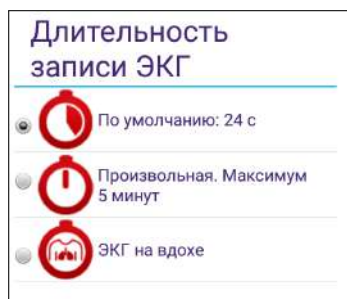 Длительность
записи ЭКГ
По умолчанию: 24 с
Произвольная. Максимум
5 минут
ЭКГ на вдохе